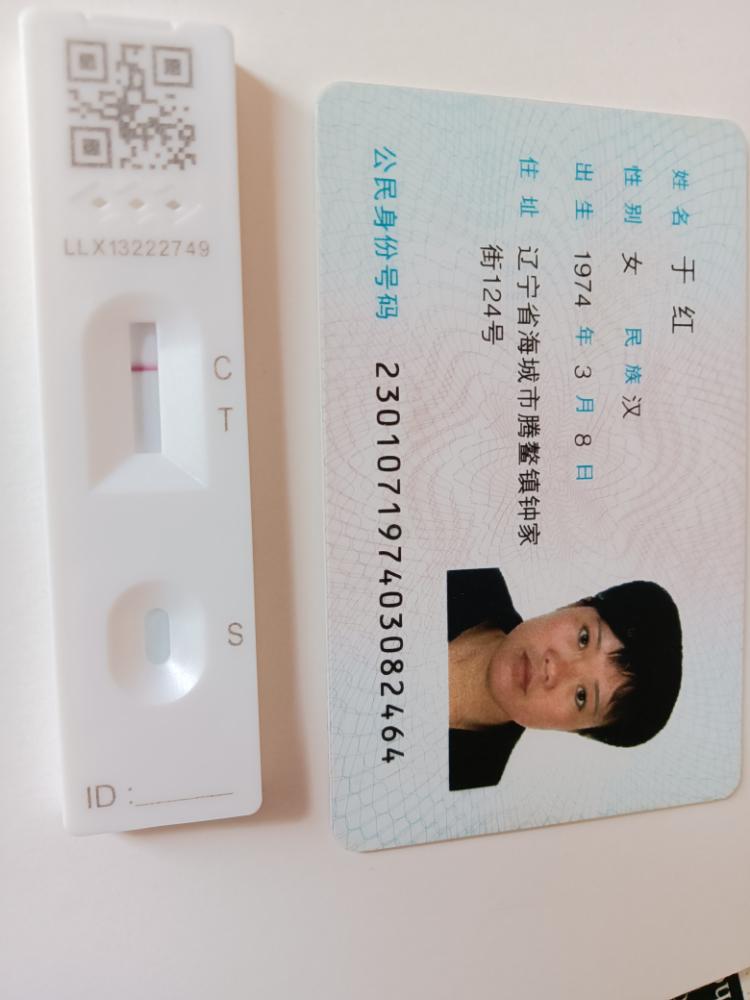 LLX13222749
C
T
S
ID:
姓名 于红
性别 女 民族 汉
出生 1974 年 3 月 8 日
住址 辽宁省海城市腾鳌镇钟家
街124号
公民身份号码 230107197403082464